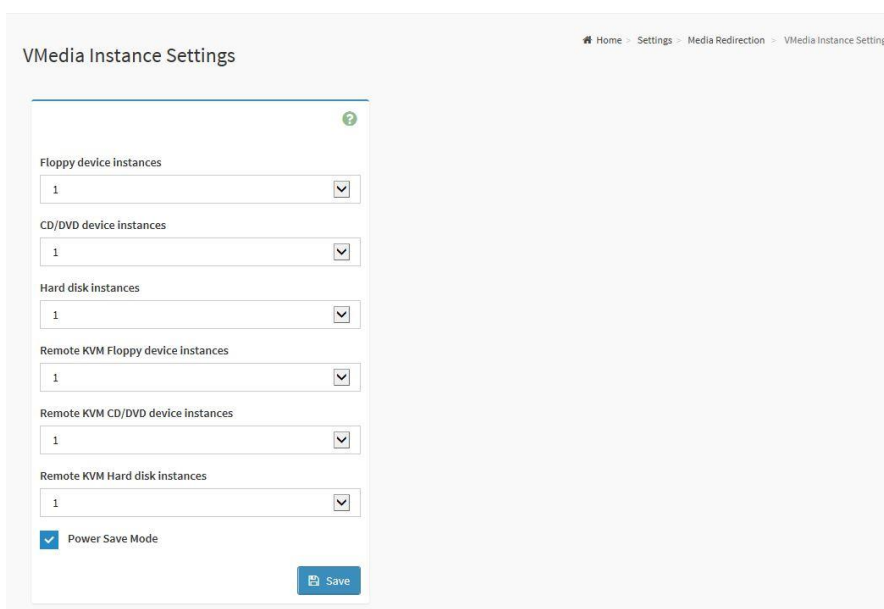 Home > Settings > Media Redirection > VMedia Instance Setting
VMedia Instance Settings
Floppy device instances
1
CD/DVD device instances
1
Hard disk instances
1
Remote KVM Floppy device instances
1
Remote KVM CD/DVD device instances
1
Remote KVM Hard disk instances
1
Power Save Mode
Save